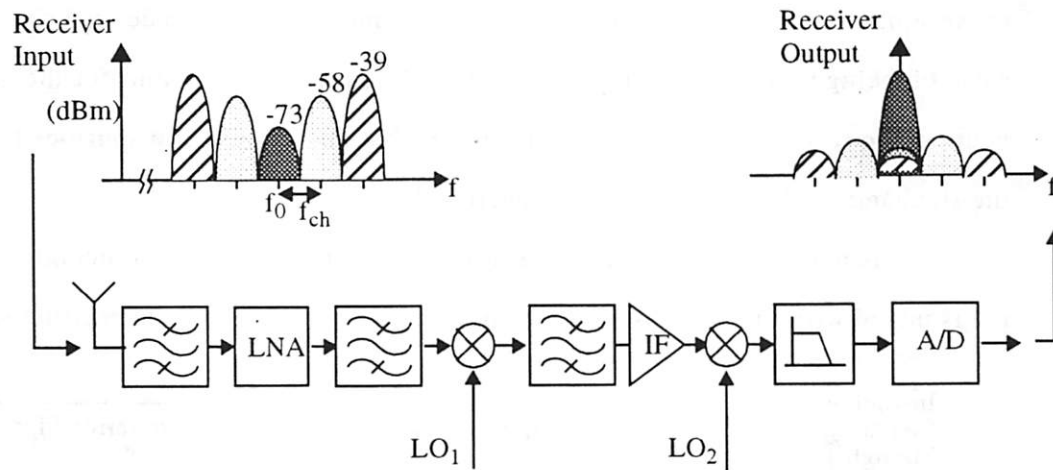 Receiver
Input
(dBm)
-39
-58
-73
f
f0
fch
Receiver
Output
f
LNA
IF
A/D
LO1
LO2